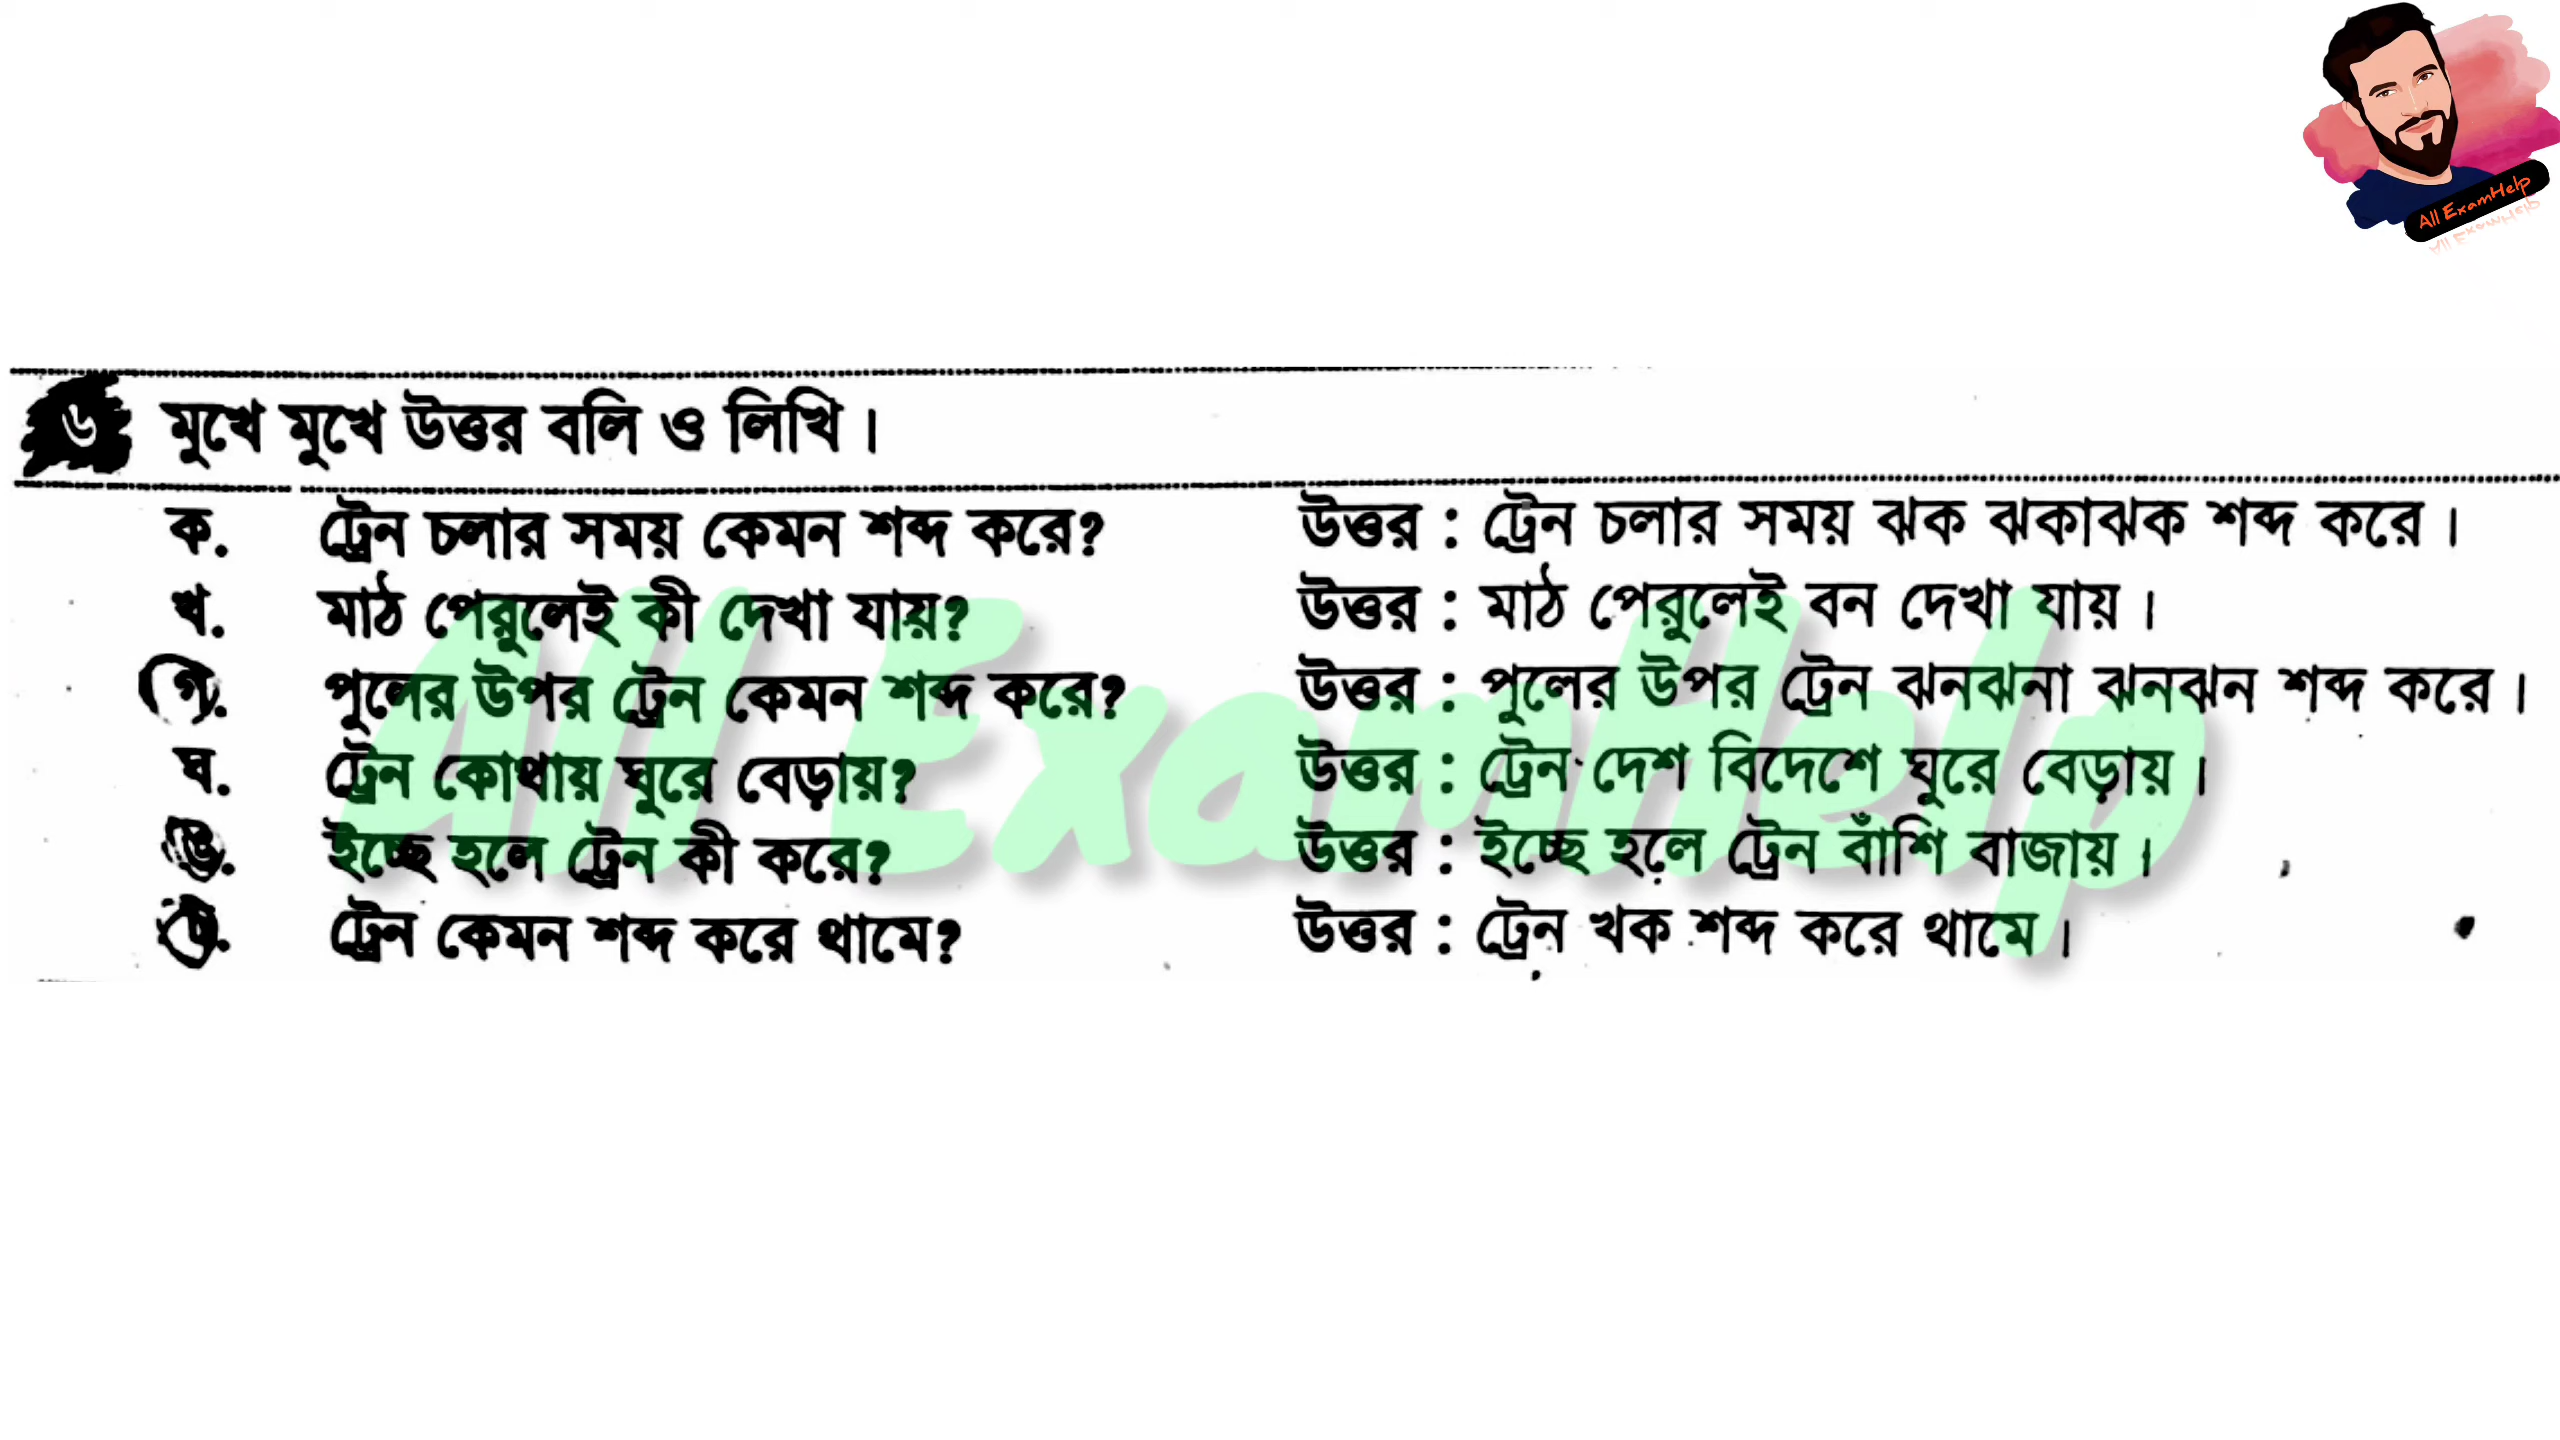 All ExamHelp
৬ মুখে মুখে উত্তর বলি ও লিখি।
ক. ট্রেন চলার সময় কেমন শব্দ করে? উত্তর : ট্রেন চলার সময় ঝক ঝকাঝক শব্দ করে।
খ. মাঠ পেরুলেই কী দেখা যায়? উত্তর : মাঠ পেরুলেই বন দেখা যায়।
গ. পুলের উপর ট্রেন কেমন শব্দ করে? উত্তর : পুলের উপর ট্রেন ঝনঝনা ঝনঝন শব্দ করে।
ঘ. ট্রেন কোথায় ঘুরে বেড়ায়? উত্তর : ট্রেন দেশ বিদেশে ঘুরে বেড়ায়।
ঙ. ইচ্ছে হলে ট্রেন কী করে? উত্তর : ইচ্ছে হলে ট্রেন বাঁশি বাজায়।
চ. ট্রেন কেমন শব্দ করে থামে? উত্তর : ট্রেন খক শব্দ করে থামে।
All ExamHelp